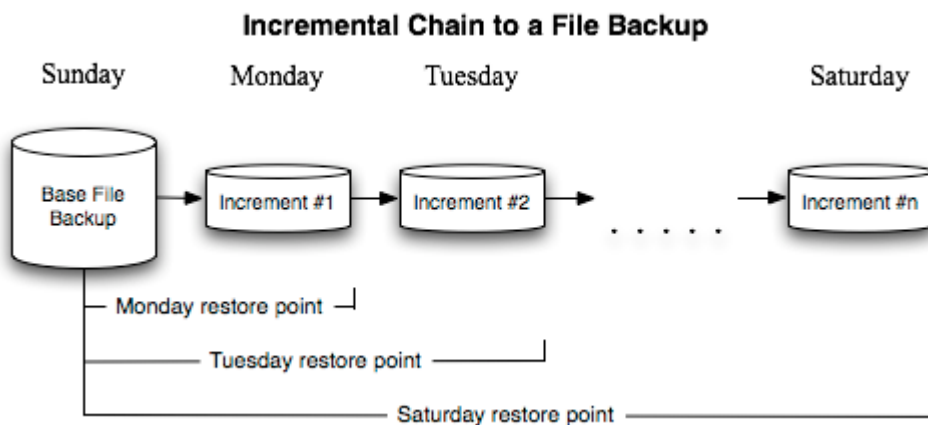 Incremental Chain to a File Backup
Sunday
Monday
Tuesday
Saturday
Base File
Backup
Increment #1
Increment #2
. . . . .
Increment #n
Monday restore point
Tuesday restore point
Saturday restore point